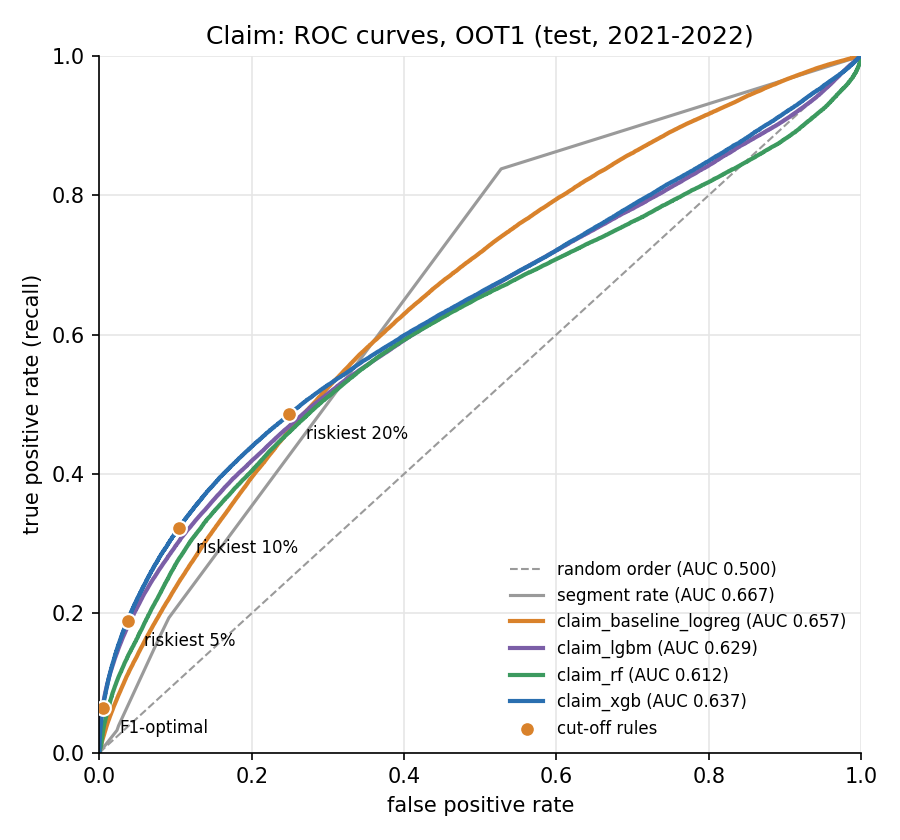 Claim: ROC curves, OOT1 (test, 2021-2022)
1.0
0.8
0.6
0.4
0.2
0.0
true positive rate (recall)
riskiest 20%
riskiest 10%
riskiest 5%
F1-optimal
random order (AUC 0.500)
segment rate (AUC 0.667)
claim_baseline_logreg (AUC 0.657)
claim_lgbm (AUC 0.629)
claim_rf (AUC 0.612)
claim_xgb (AUC 0.637)
cut-off rules
0.0 0.2 0.4 0.6 0.8 1.0
false positive rate